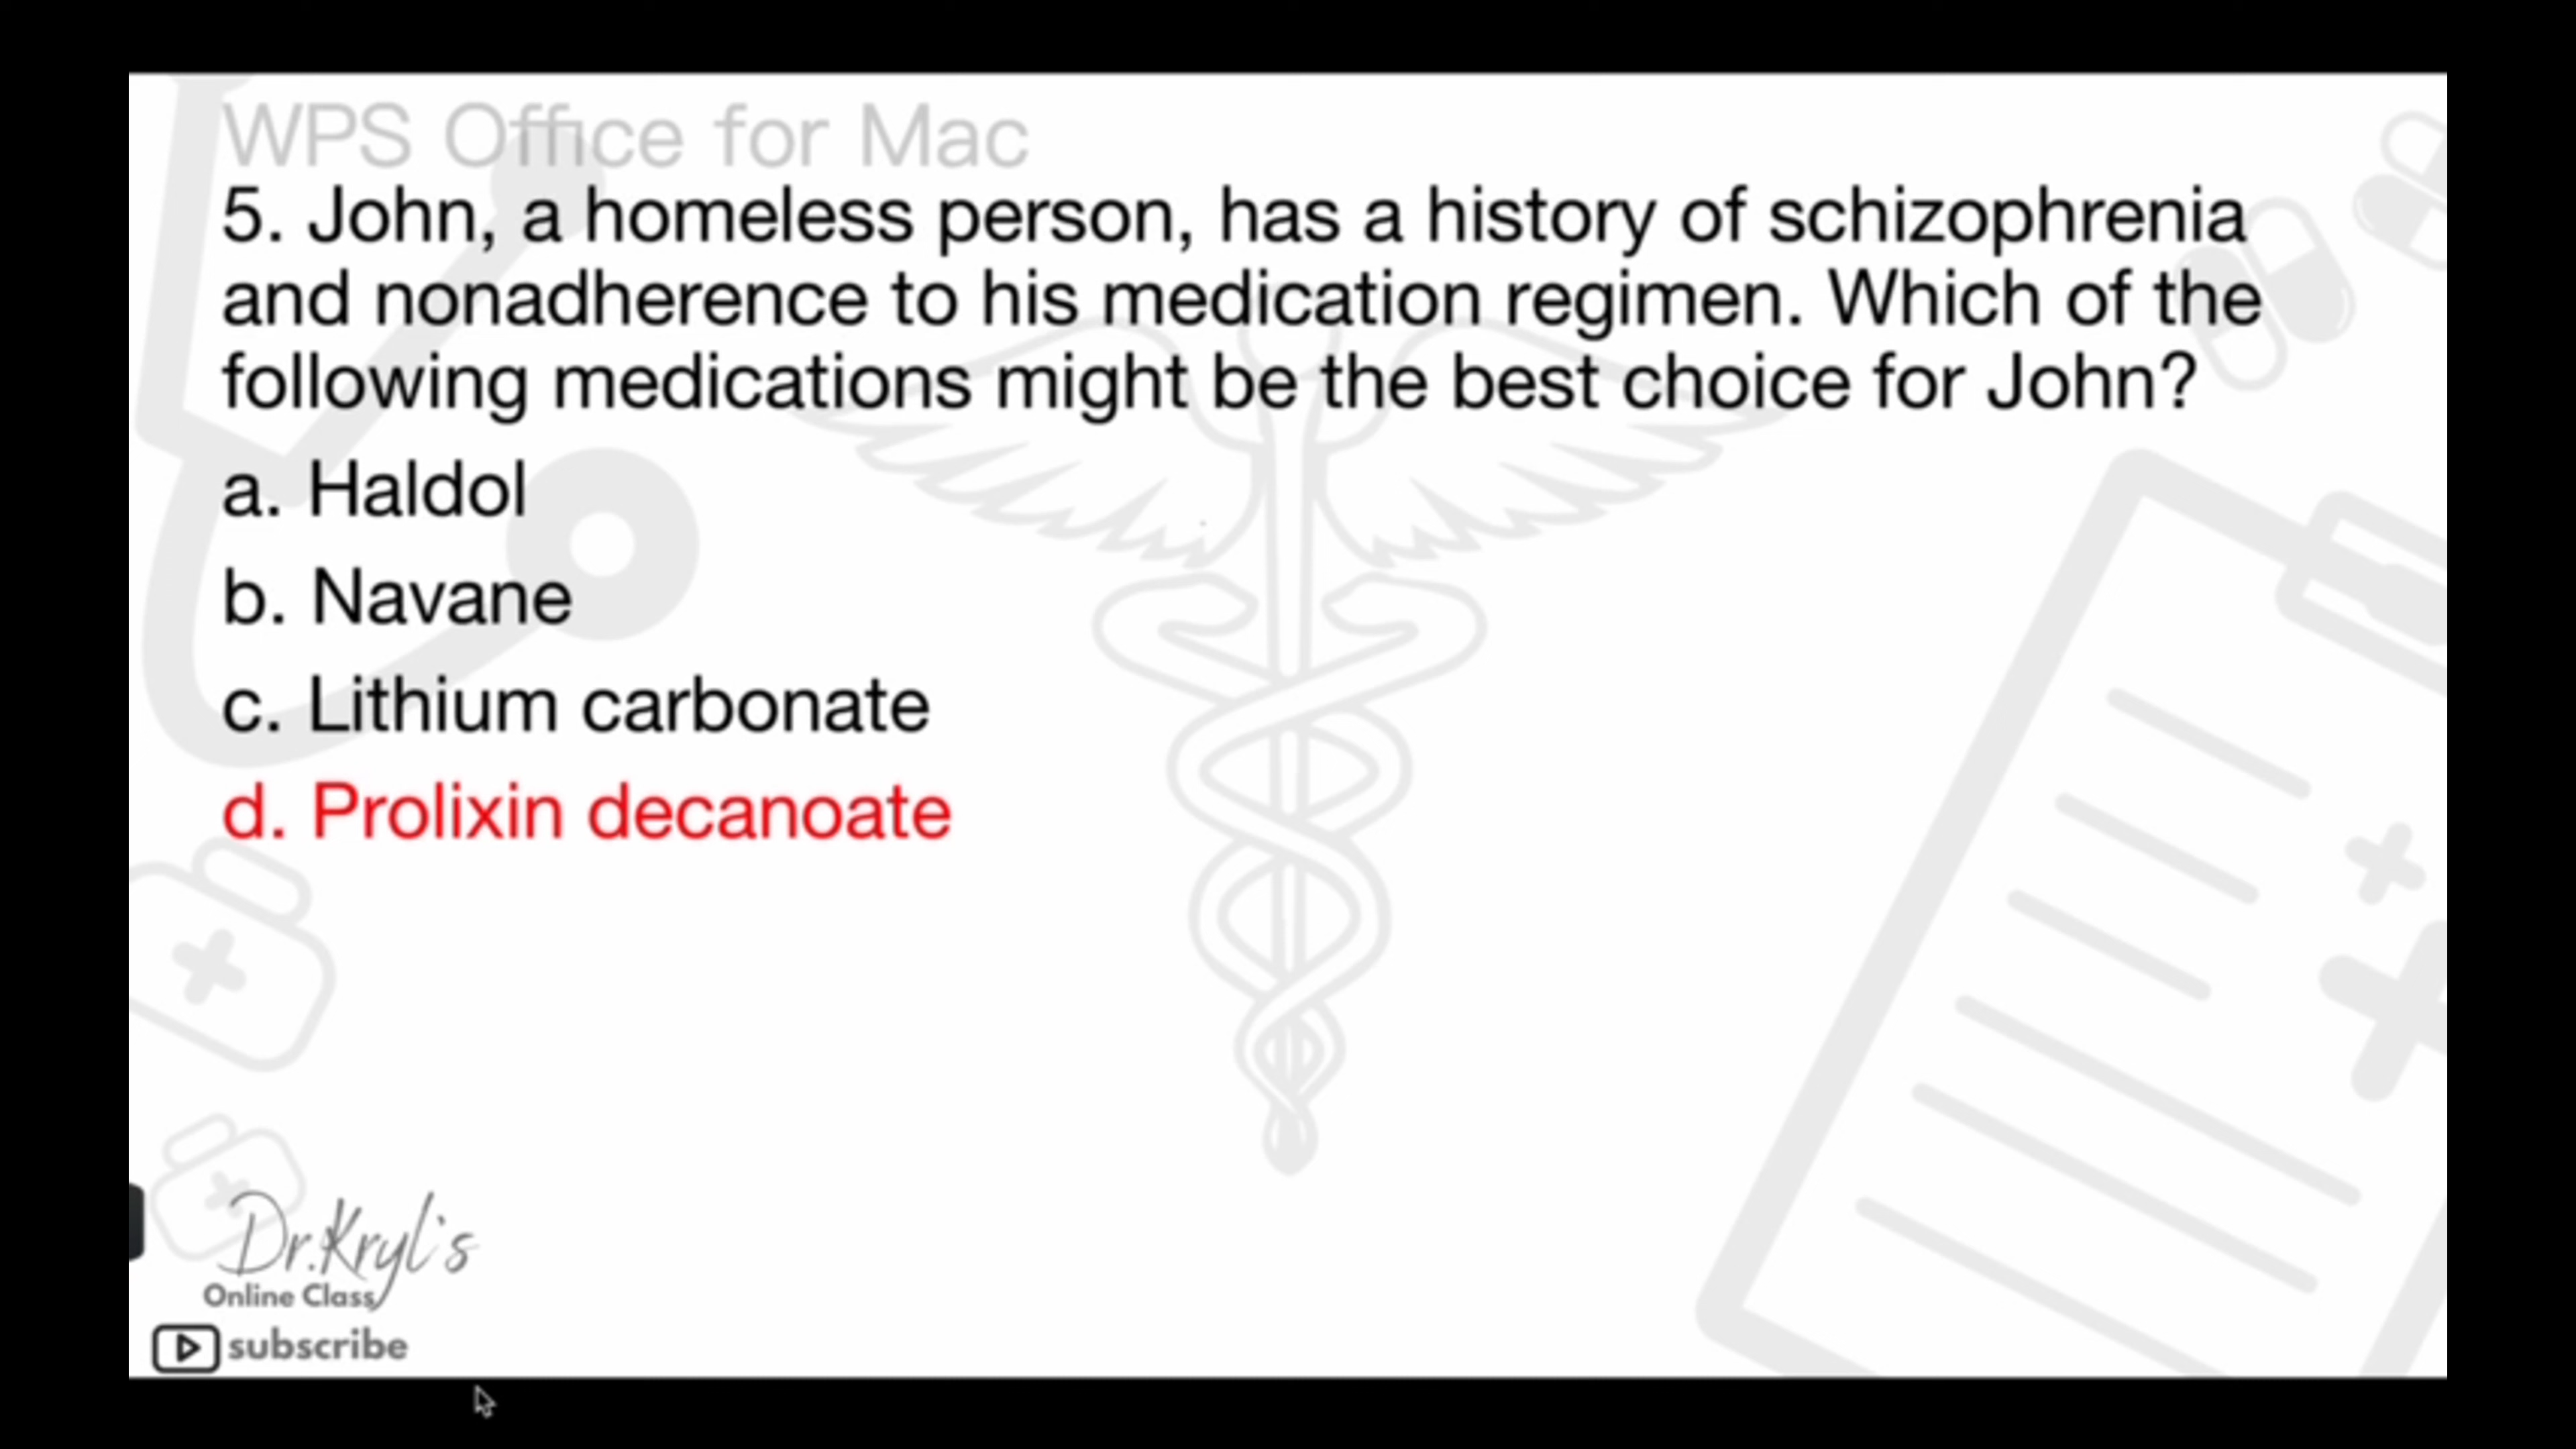 WPS Office for Mac
5. John, a homeless person, has a history of schizophrenia
and nonadherence to his medication regimen. Which of the
following medications might be the best choice for John?
a. Haldol
b. Navane
c. Lithium carbonate
d. Prolixin decanoate
Dr.Kryl's
Online Class
subscribe